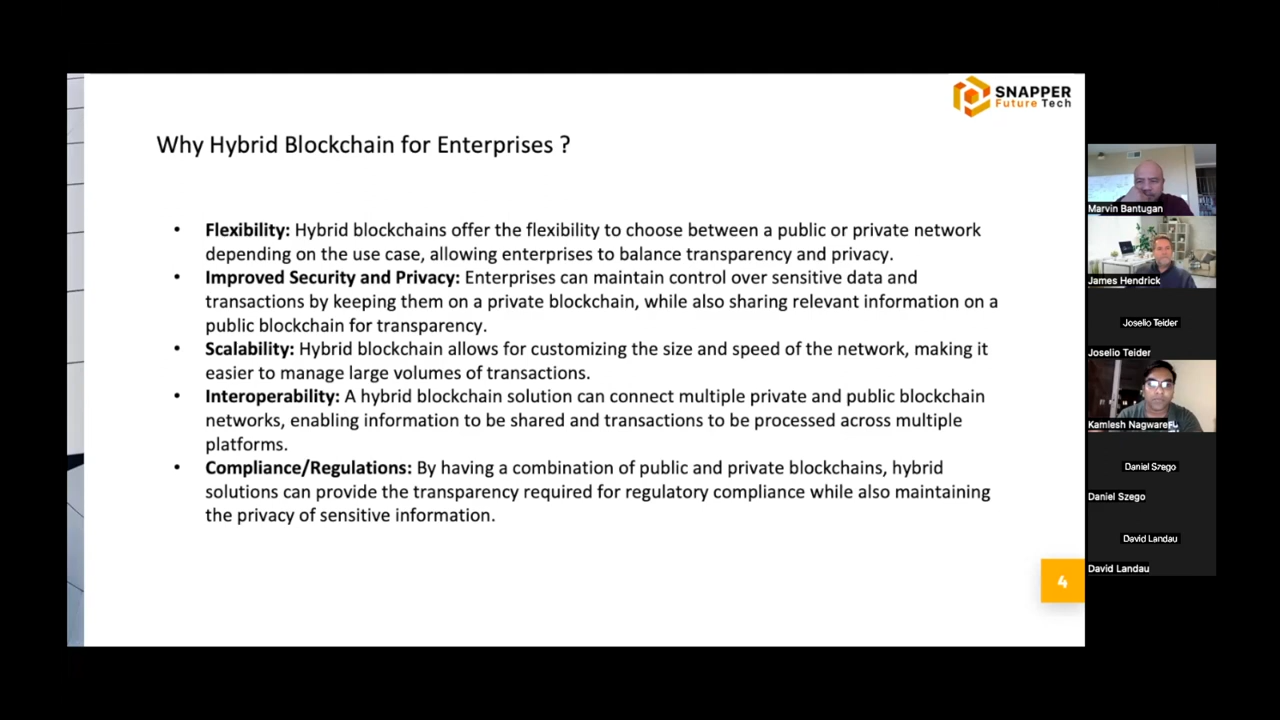 SNAPPER
Future Tech
Why Hybrid Blockchain for Enterprises ?
• Flexibility: Hybrid blockchains offer the flexibility to choose between a public or private network
depending on the use case, allowing enterprises to balance transparency and privacy.
• Improved Security and Privacy: Enterprises can maintain control over sensitive data and
transactions by keeping them on a private blockchain, while also sharing relevant information on a
public blockchain for transparency.
• Scalability: Hybrid blockchain allows for customizing the size and speed of the network, making it
easier to manage large volumes of transactions.
• Interoperability: A hybrid blockchain solution can connect multiple private and public blockchain
networks, enabling information to be shared and transactions to be processed across multiple
platforms.
• Compliance/Regulations: By having a combination of public and private blockchains, hybrid
solutions can provide the transparency required for regulatory compliance while also maintaining
the privacy of sensitive information.
4
Marvin Bantugan
James Hendrick
Joselio Teider
Joselio Teider
Kamlesh Nagware
Daniel Szego
Daniel Szego
David Landau
David Landau